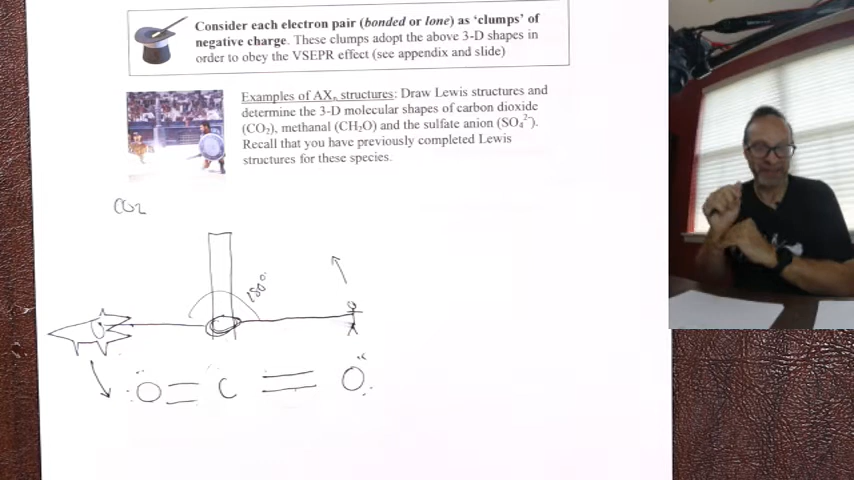 Consider each electron pair (bonded or lone) as ‘clumps’ of
negative charge. These clumps adopt the above 3-D shapes in
order to obey the VSEPR effect (see appendix and slide)
Examples of AXn structures: Draw Lewis structures and
determine the 3-D molecular shapes of carbon dioxide
(CO2), methanal (CH2O) and the sulfate anion (SO4 2-).
Recall that you have previously completed Lewis
structures for these species.
CO2
180°
O = C = O